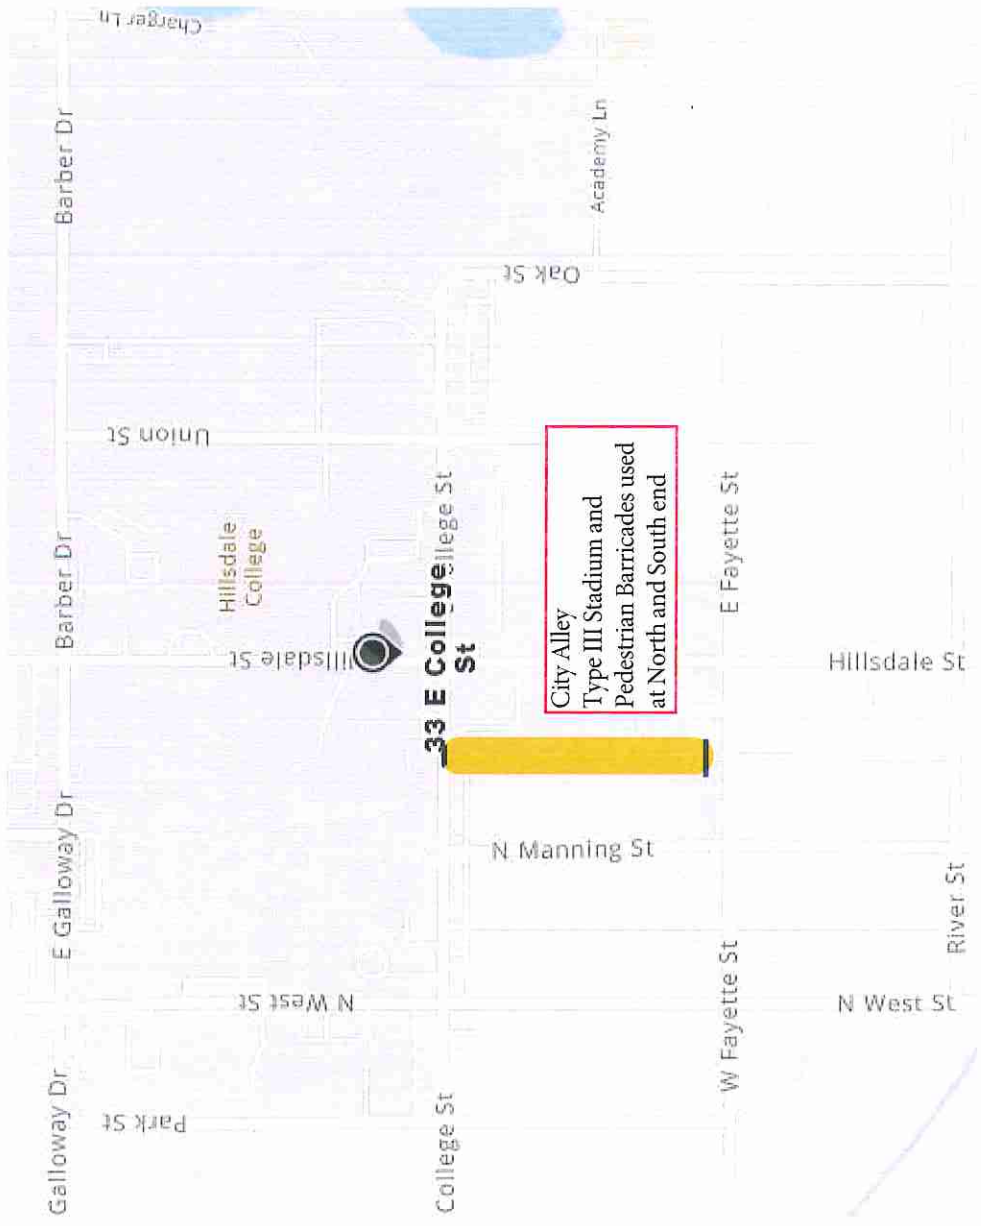 Galloway Dr
E Galloway Dr
Barber Dr
Barber Dr
Park St
N West St
Hillsdale
College
illsdale St
Union St
Charger Ln
College St
33 E College
St
llege St
N Manning St
City Alley
Type III Stadium and
Pedestrian Barricades used
at North and South end
Oak St
Academy Ln
W Fayette St
E Fayette St
N West St
Hillsdale St
River St